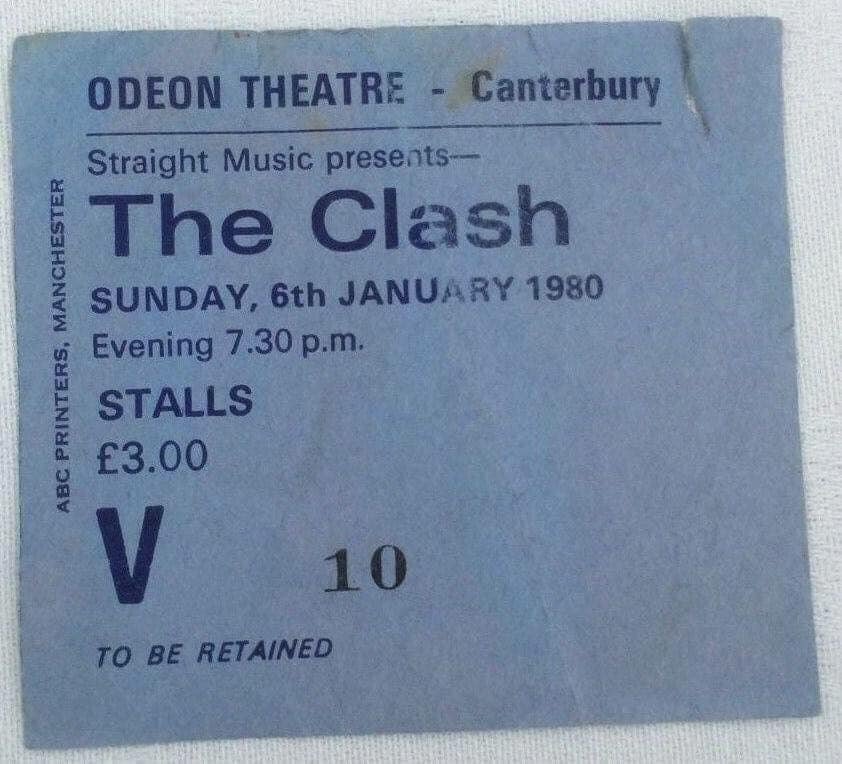 ODEON THEATRE - Canterbury
Straight Music presents—
The Clash
SUNDAY, 6th JANUARY 1980
Evening 7.30 p.m.
STALLS
£3.00
V 10
TO BE RETAINED
ABC PRINTERS, MANCHESTER